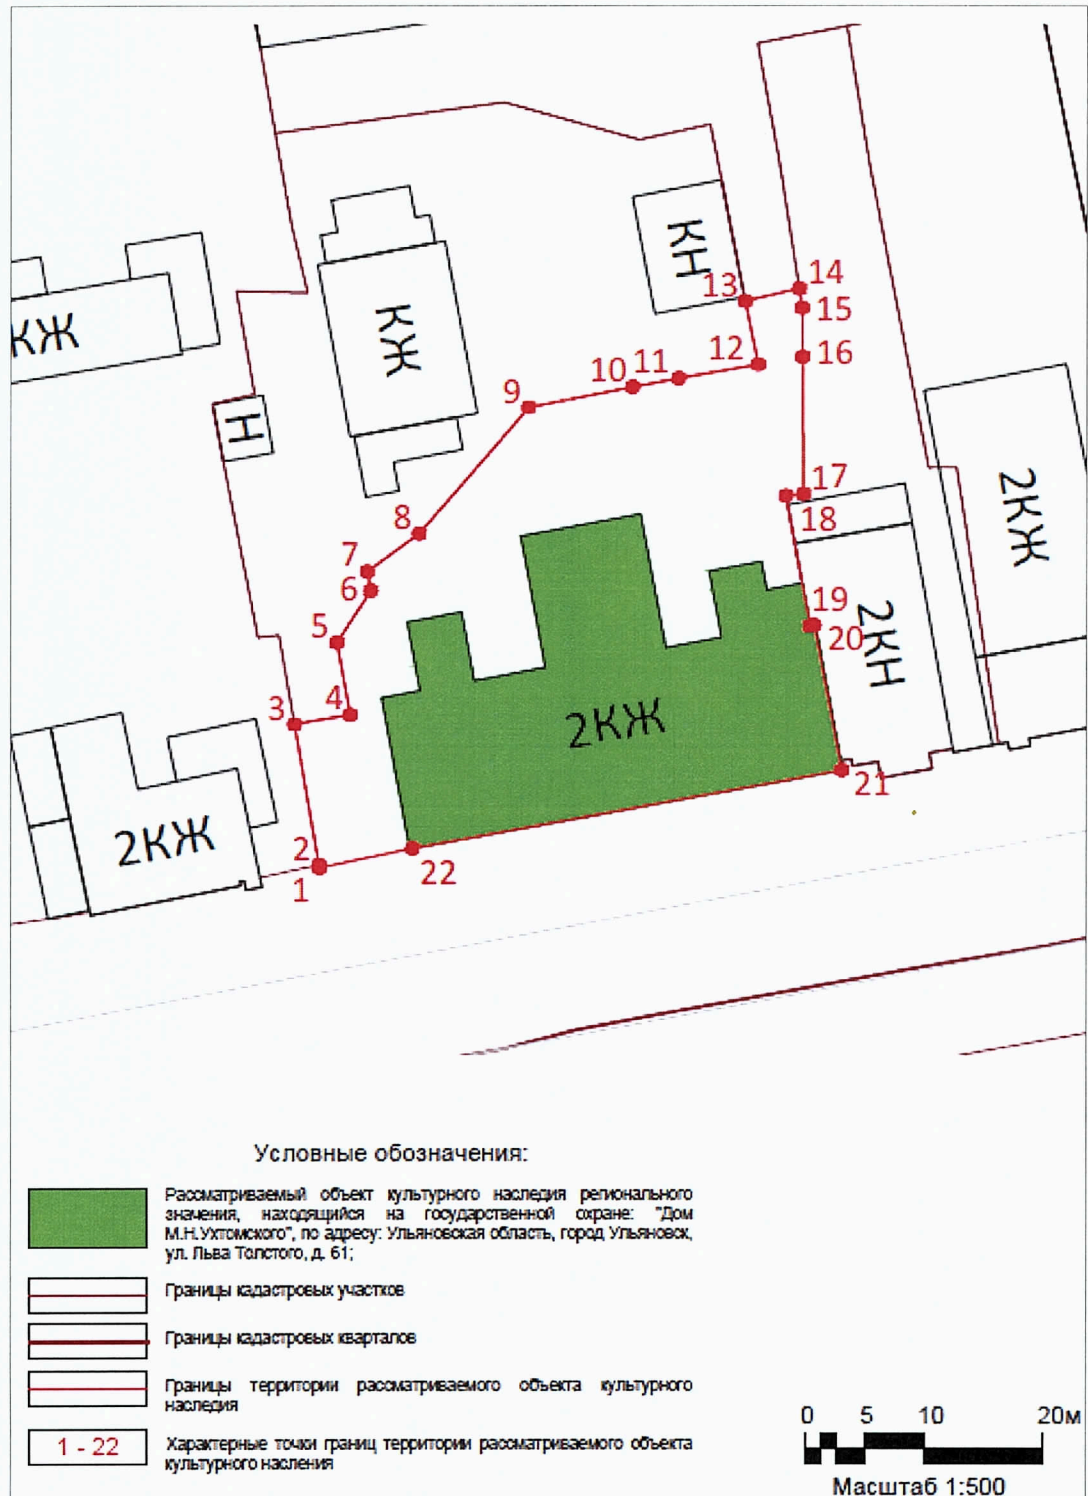 КН
14
13
15
КЖ
КЖ
12
16
10
11
9
Н
2КЖ
17
18
8
7
6
19
5
20
2КН
4
3
2КЖ
21
2КЖ
2
22
1
Условные обозначения:
Рассматриваемый объект культурного наследия регионального
значения, находящийся на государственной охране: "Дом
М.Н.Ухтомского", по адресу: Ульяновская область, город Ульяновск,
ул. Льва Толстого, д. 61;
Границы кадастровых участков
Границы кадастровых кварталов
Границы территории рассматриваемого объекта культурного
наследия
1 - 22
Характерные точки границ территории рассматриваемого объекта
культурного насления
0 5 10 20м
Масштаб 1:500